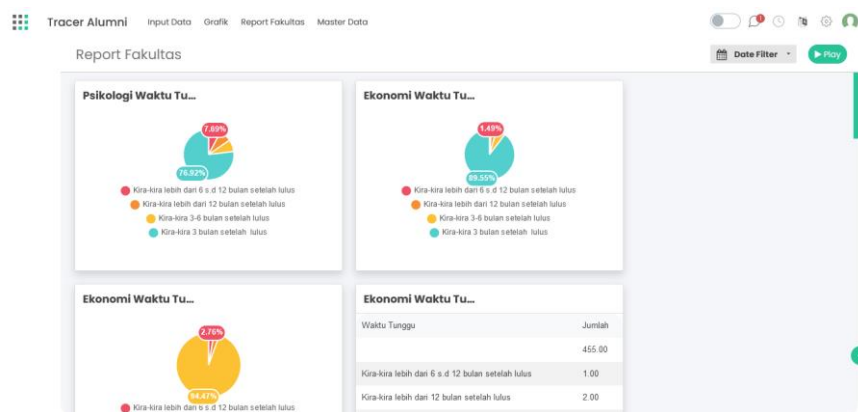 Tracer Alumni Input Data Grafik Report Fakultas Master Data
1
Report Fakultas
Date Filter
Play
Psikologi Waktu Tu...
7.69%
76.92%
Kira-kira lebih dari 6 s.d 12 bulan setelah lulus
Kira-kira lebih dari 12 bulan setelah lulus
Kira-kira 3-6 bulan setelah lulus
Kira-kira 3 bulan setelah lulus
Ekonomi Waktu Tu...
1.49%
89.55%
Kira-kira lebih dari 6 s.d 12 bulan setelah lulus
Kira-kira lebih dari 12 bulan setelah lulus
Kira-kira 3-6 bulan setelah lulus
Kira-kira 3 bulan setelah lulus
Ekonomi Waktu Tu...
2.76%
94.47%
Kira-kira lebih dari 6 s.d 12 bulan setelah lulus
Ekonomi Waktu Tu...
Waktu Tunggu Jumlah
455.00
Kira-kira lebih dari 6 s.d 12 bulan setelah lulus 1.00
Kira-kira lebih dari 12 bulan setelah lulus 2.00